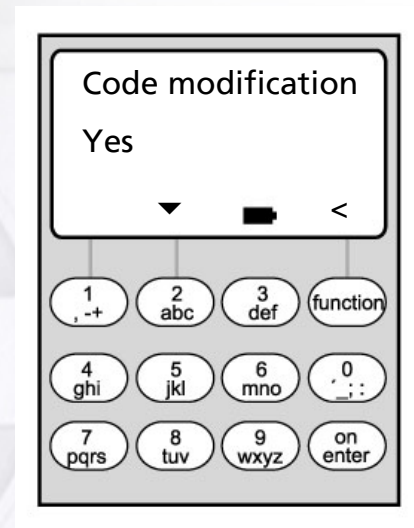 Code modification
Yes
<
1 2 3 function
, -+ abc def
4 5 6 0
ghi jkl mno ´_; :
7 8 9 on
pqrs tuv wxyz enter